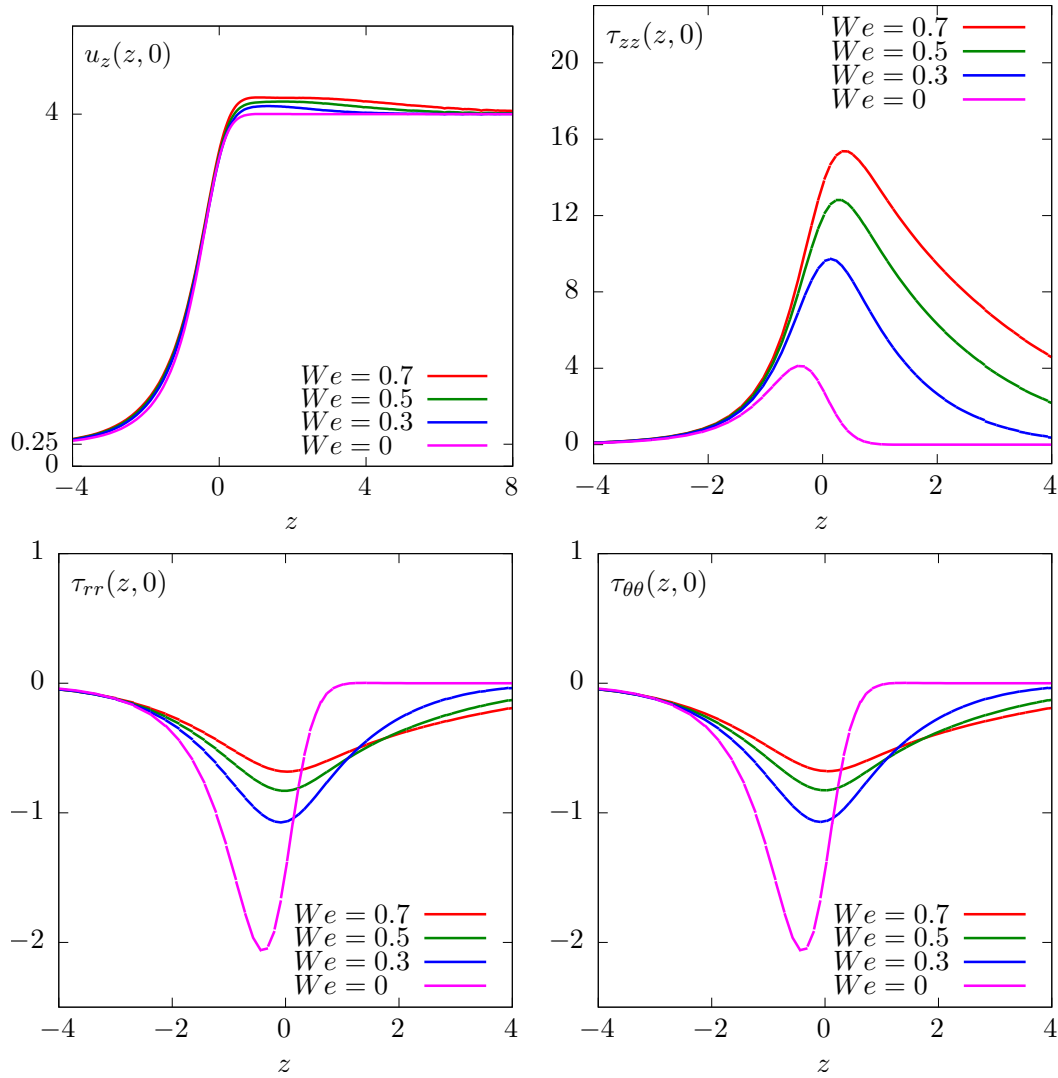 u_z(z, 0)
4
0.25
0
We = 0.7
We = 0.5
We = 0.3
We = 0
−4 0 4 8
z
τ_zz(z, 0)
20
16
12
8
4
0
We = 0.7
We = 0.5
We = 0.3
We = 0
−4 −2 0 2 4
z
τ_rr(z, 0)
1
0
−1
−2
We = 0.7
We = 0.5
We = 0.3
We = 0
−4 −2 0 2 4
z
τ_θθ(z, 0)
1
0
−1
−2
We = 0.7
We = 0.5
We = 0.3
We = 0
−4 −2 0 2 4
z